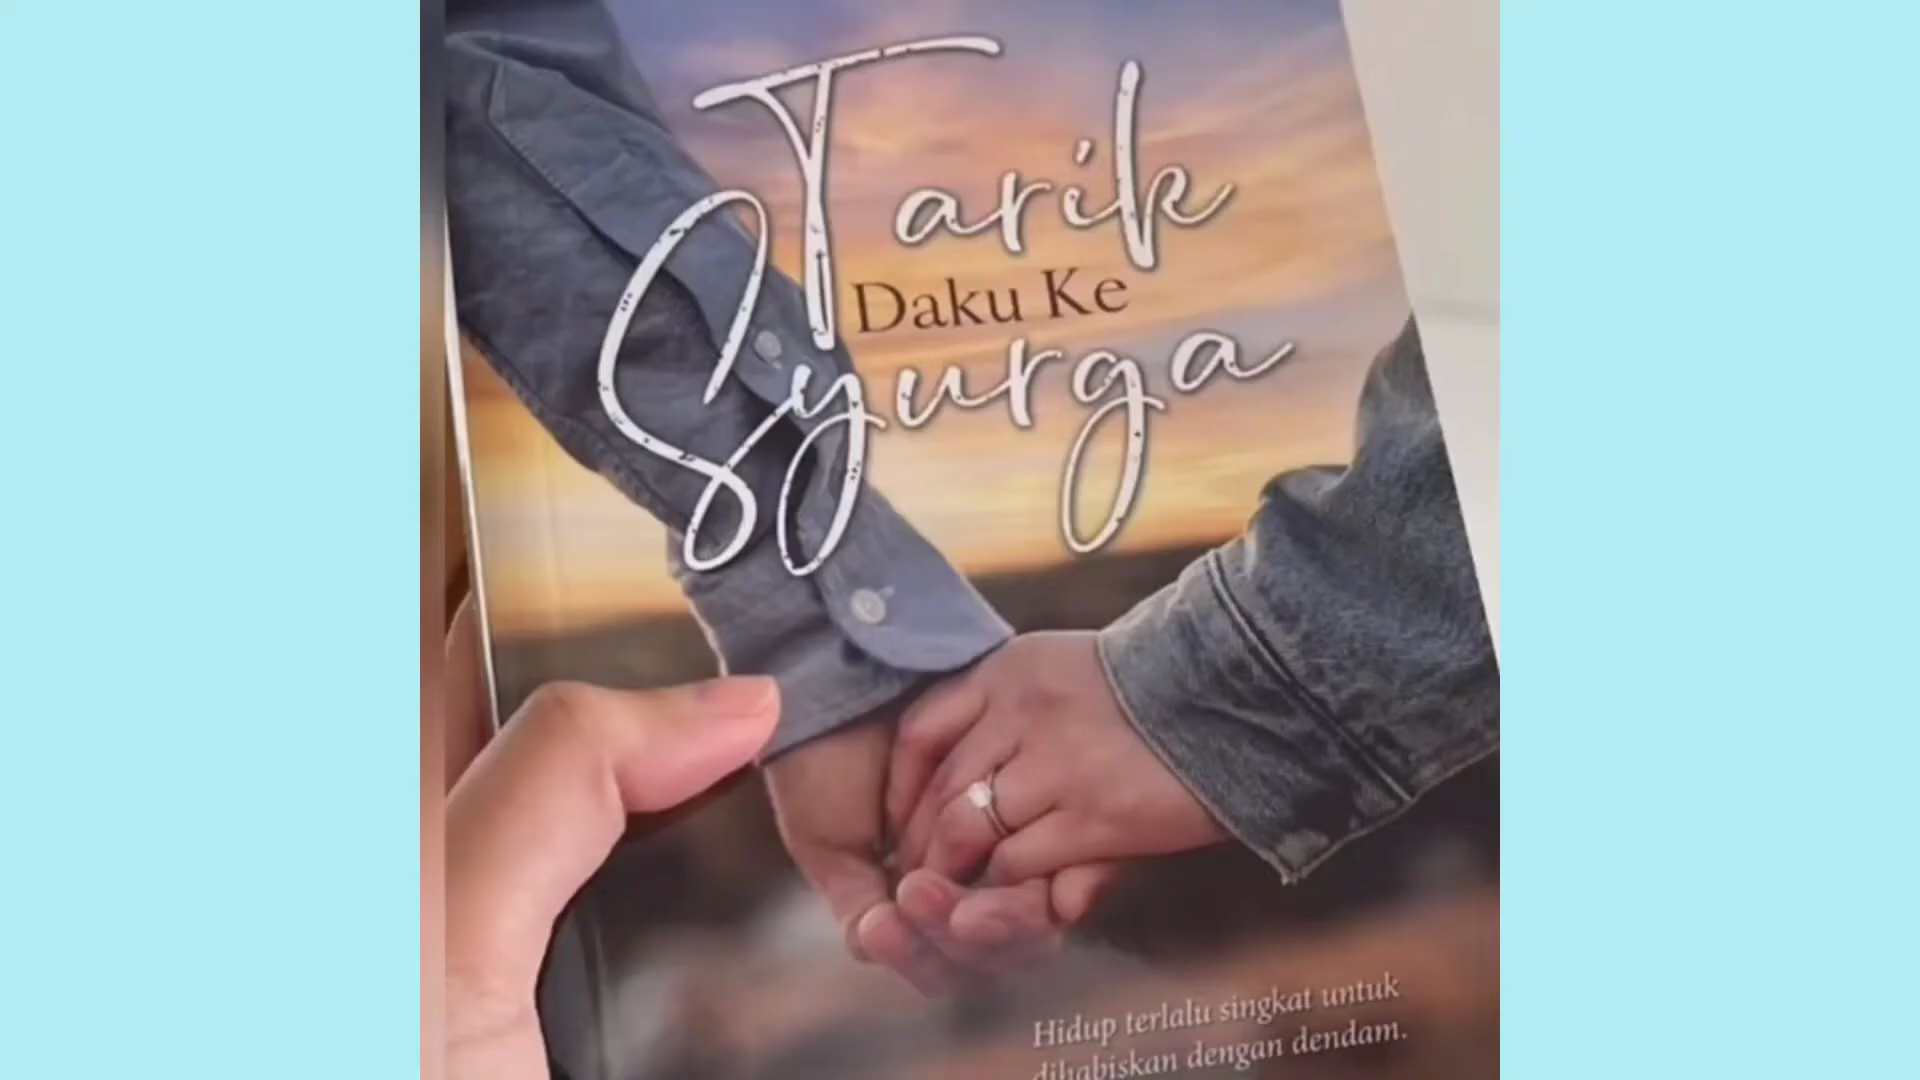 Tarik
Daku Ke
Syurga
Hidup terlalu singkat untuk
dihabiskan dengan dendam.